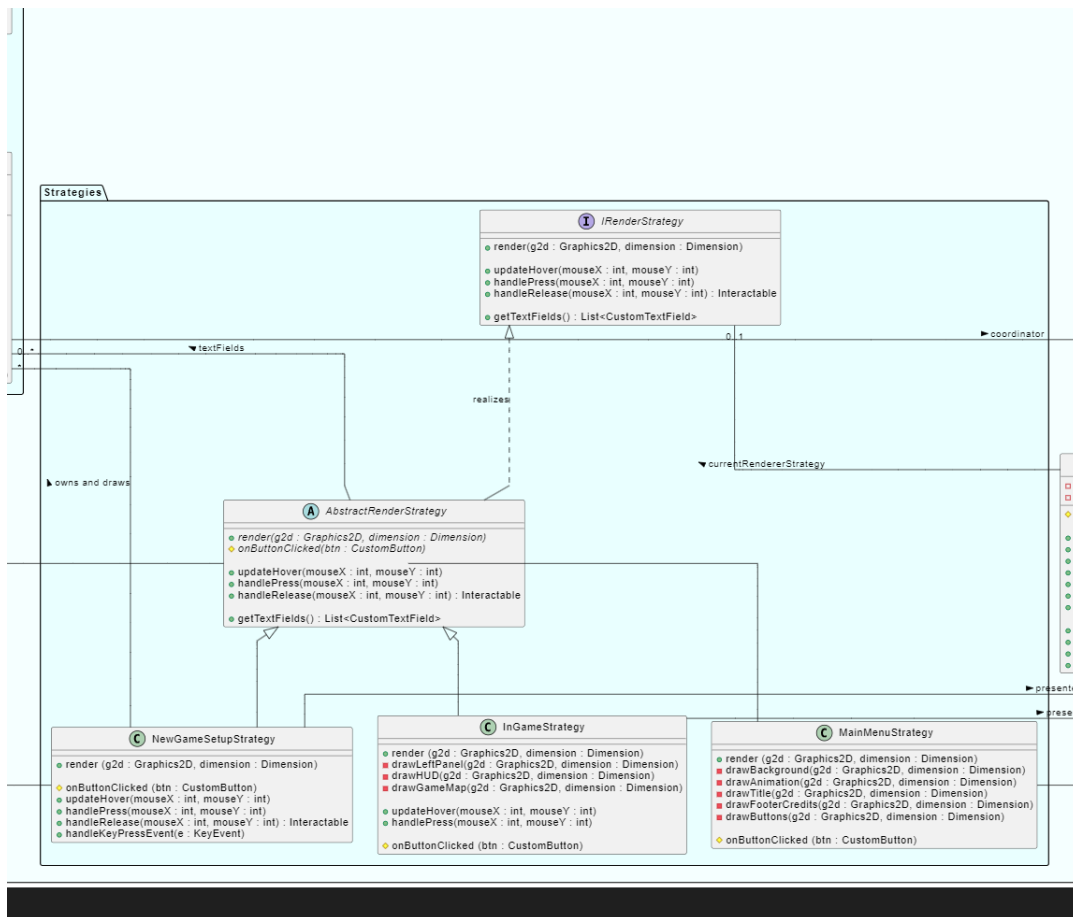 Strategies
I IRenderStrategy
render(g2d : Graphics2D, dimension : Dimension)
updateHover(mouseX : int, mouseY : int)
handlePress(mouseX : int, mouseY : int)
handleRelease(mouseX : int, mouseY : int) : Interactable
getTextFields() : List<CustomTextField>
0..1
coordinator
textFields
realizes
currentRendererStrategy
owns and draws
A AbstractRenderStrategy
render(g2d : Graphics2D, dimension : Dimension)
onButtonClicked(btn : CustomButton)
updateHover(mouseX : int, mouseY : int)
handlePress(mouseX : int, mouseY : int)
handleRelease(mouseX : int, mouseY : int) : Interactable
getTextFields() : List<CustomTextField>
C NewGameSetupStrategy
render (g2d : Graphics2D, dimension : Dimension)
onButtonClicked (btn : CustomButton)
updateHover(mouseX : int, mouseY : int)
handlePress(mouseX : int, mouseY : int)
handleRelease(mouseX : int, mouseY : int) : Interactable
handleKeyPressEvent(e : KeyEvent)
C InGameStrategy
render (g2d : Graphics2D, dimension : Dimension)
drawLeftPanel(g2d : Graphics2D, dimension : Dimension)
drawHUD(g2d : Graphics2D, dimension : Dimension)
drawGameMap(g2d : Graphics2D, dimension : Dimension)
updateHover(mouseX : int, mouseY : int)
handlePress(mouseX : int, mouseY : int)
onButtonClicked (btn : CustomButton)
C MainMenuStrategy
render (g2d : Graphics2D, dimension : Dimension)
drawBackground(g2d : Graphics2D, dimension : Dimension)
drawAnimation(g2d : Graphics2D, dimension : Dimension)
drawTitle(g2d : Graphics2D, dimension : Dimension)
drawFooterCredits(g2d : Graphics2D, dimension : Dimension)
drawButtons(g2d : Graphics2D, dimension : Dimension)
onButtonClicked (btn : CustomButton)